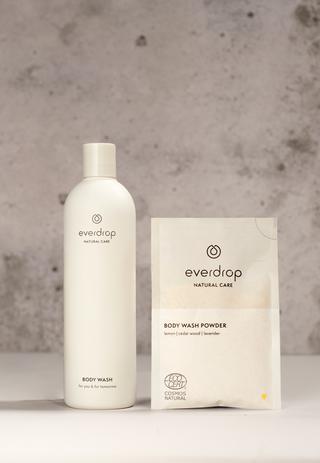 everdrop
NATURAL CARE
BODY WASH
for you & for tomorrow
everdrop
NATURAL CARE
BODY WASH POWDER
lemon | cedar wood | lavender
ECO
CERT
COSMOS
NATURAL